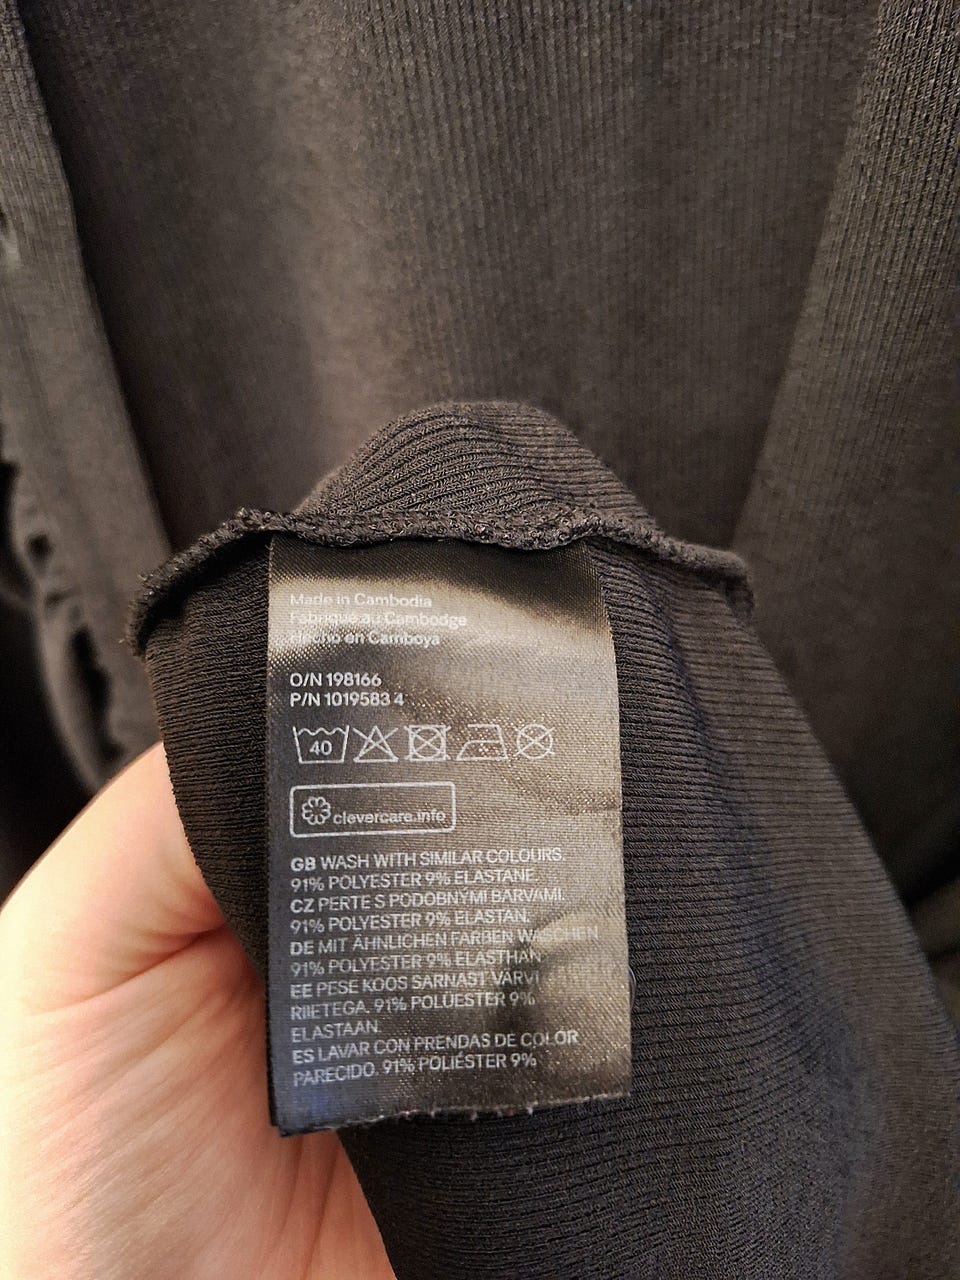 Made in Cambodia
Fabriqué au Cambodge
Hecho en Camboya
O/N 198166
P/N 1019583 4
40
clevercare.info
GB WASH WITH SIMILAR COLOURS.
91% POLYESTER 9% ELASTANE.
CZ PERTE S PODOBNÝMI BARVAMI.
91% POLYESTER 9% ELASTAN.
DE MIT ÄHNLICHEN FARBEN WASCHEN
91% POLYESTER 9% ELASTHAN
EE PESE KOOS SARNAST VÄRVI
RIIETEGA. 91% POLÜESTER 9%
ELASTAAN.
ES LAVAR CON PRENDAS DE COLOR
PARECIDO. 91% POLIÉSTER 9%